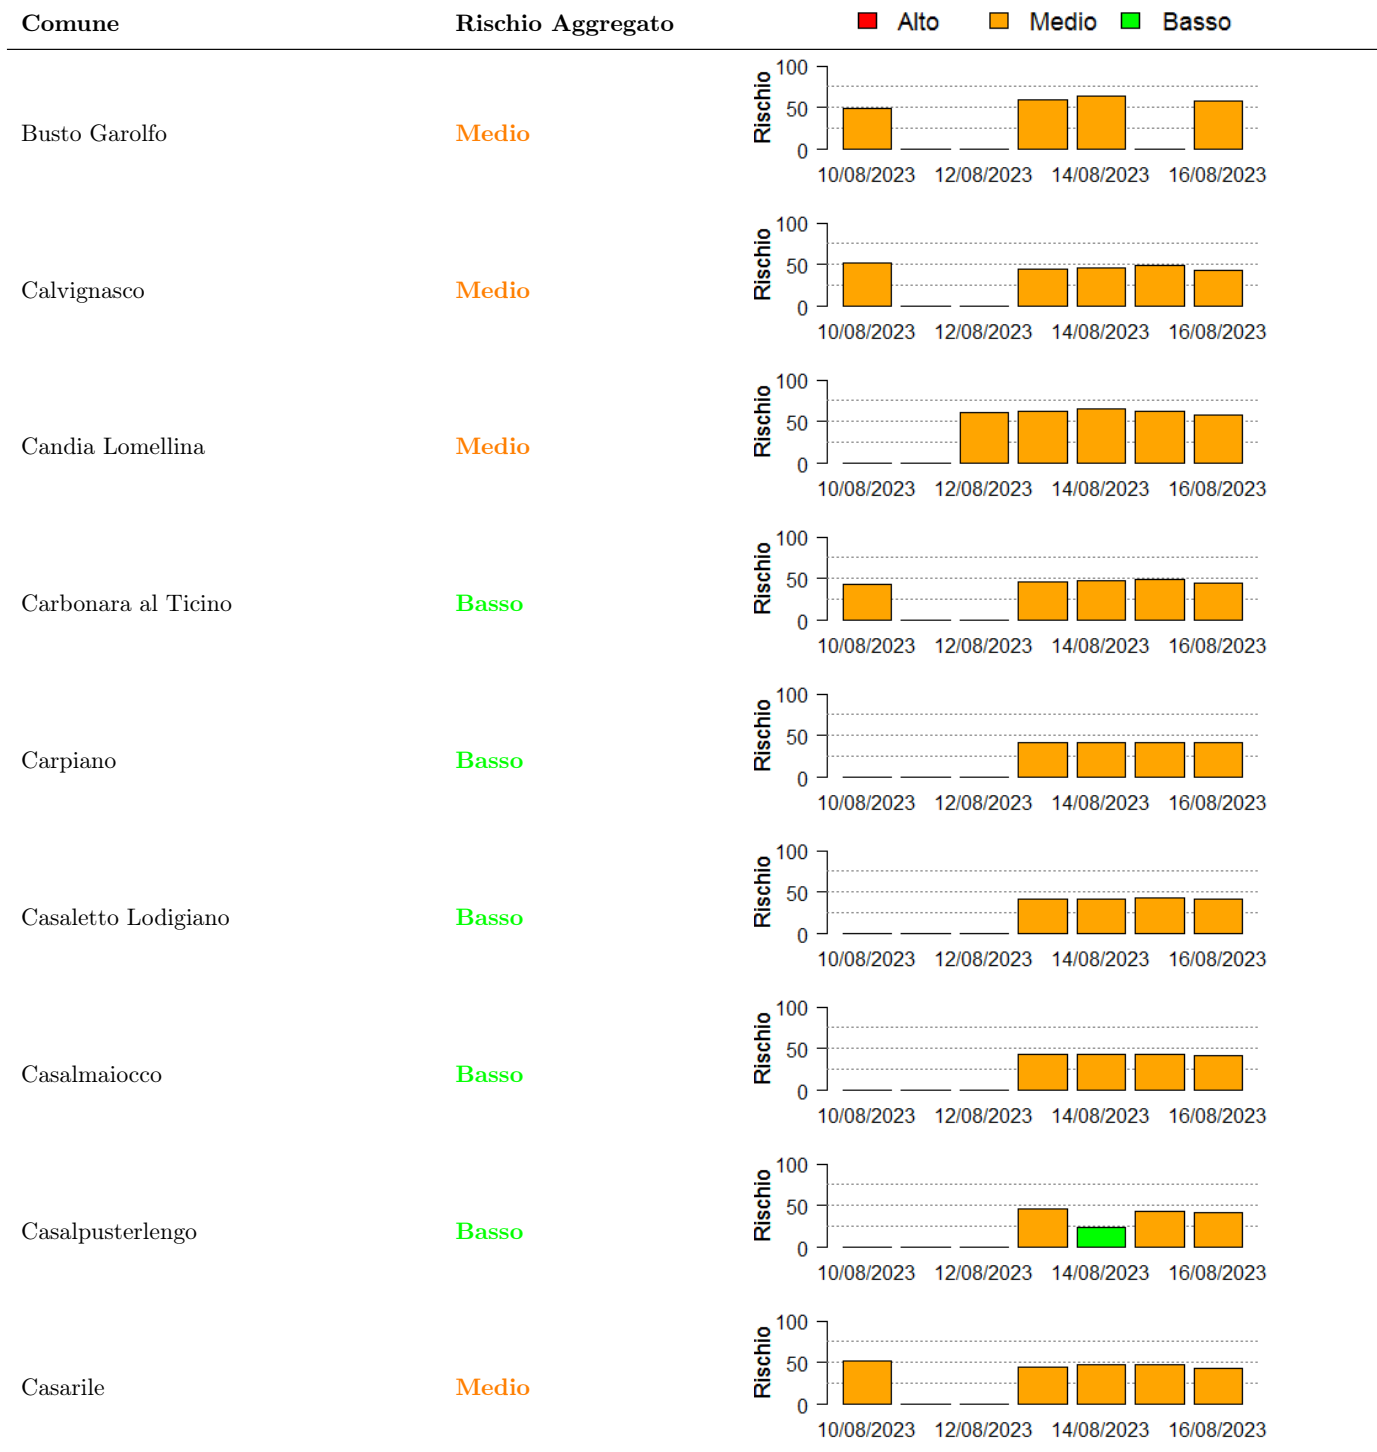 Comune Rischio Aggregato Alto Medio Basso
Busto Garolfo Medio
Rischio
100
50
0
10/08/2023 12/08/2023 14/08/2023 16/08/2023
Calvignasco Medio
Rischio
100
50
0
10/08/2023 12/08/2023 14/08/2023 16/08/2023
Candia Lomellina Medio
Rischio
100
50
0
10/08/2023 12/08/2023 14/08/2023 16/08/2023
Carbonara al Ticino Basso
Rischio
100
50
0
10/08/2023 12/08/2023 14/08/2023 16/08/2023
Carpiano Basso
Rischio
100
50
0
10/08/2023 12/08/2023 14/08/2023 16/08/2023
Casaletto Lodigiano Basso
Rischio
100
50
0
10/08/2023 12/08/2023 14/08/2023 16/08/2023
Casalmaiocco Basso
Rischio
100
50
0
10/08/2023 12/08/2023 14/08/2023 16/08/2023
Casalpusterlengo Basso
Rischio
100
50
0
10/08/2023 12/08/2023 14/08/2023 16/08/2023
Casarile Medio
Rischio
100
50
0
10/08/2023 12/08/2023 14/08/2023 16/08/2023